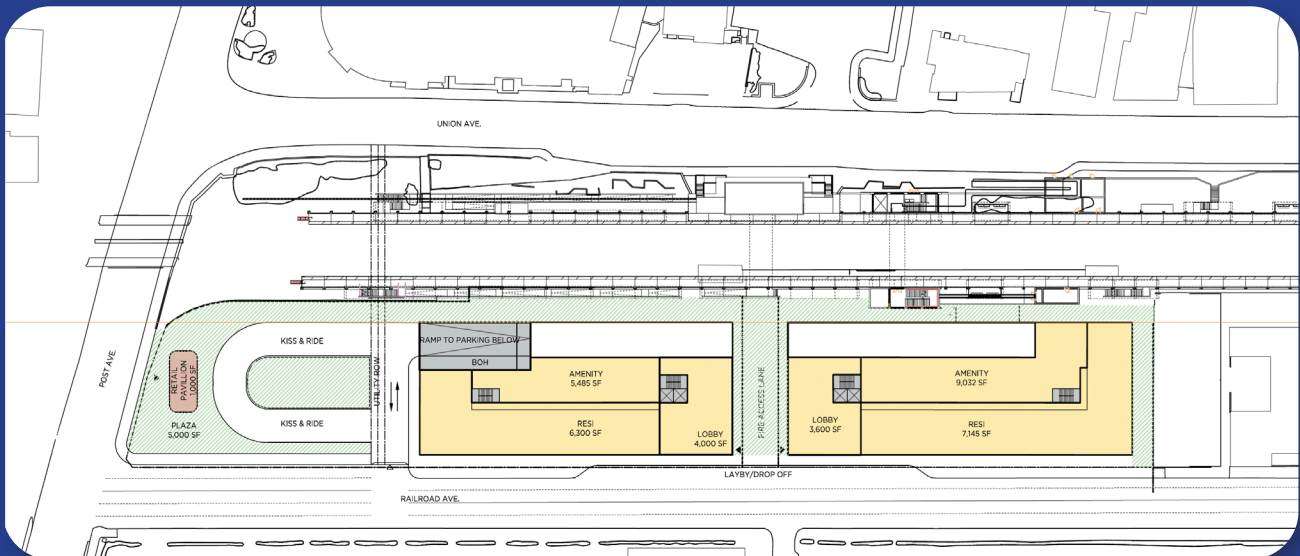 UNION AVE.
POST AVE.
KISS & RIDE
RETAIL
PAVILLION
1,000 SF
PLAZA
5,000 SF
KISS & RIDE
UTILITY ROW
RAMP TO PARKING BELOW
BOH
AMENITY
5,485 SF
RESI
6,300 SF
LOBBY
4,000 SF
FIRE ACCESS LANE
LOBBY
3,600 SF
AMENITY
9,032 SF
RESI
7,145 SF
LAYBY/DROP OFF
RAILROAD AVE.